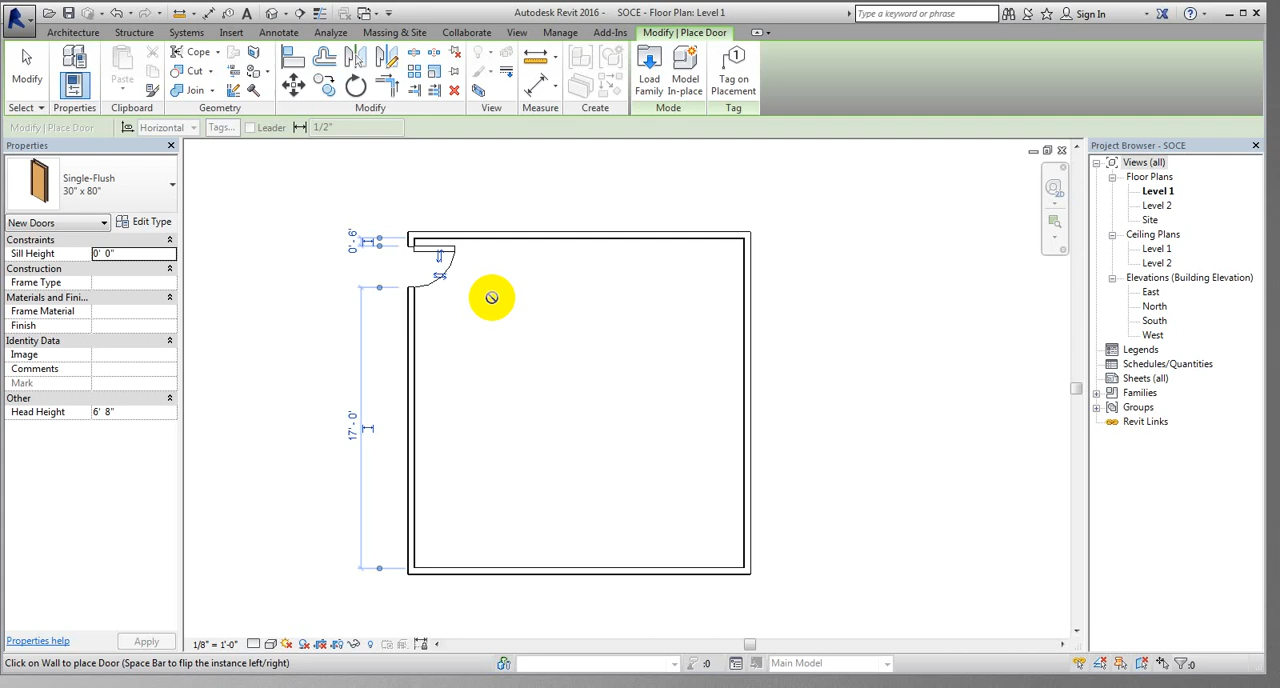 Autodesk Revit 2016 - SOCE - Floor Plan: Level 1
Type a keyword or phrase
Sign In
Architecture Structure Systems Insert Annotate Analyze Massing & Site Collaborate View Manage Add-Ins Modify | Place Door
Modify
Properties
Paste
Cope
Cut
Join
Load Family
Model In-place
Tag on Placement
Select Properties Clipboard Geometry Modify View Measure Create Mode Tag
Modify | Place Door Horizontal Tags... Leader 1/2"
Properties
Single-Flush
30" x 80"
New Doors Edit Type
Constraints
Sill Height 0' 0"
Construction
Frame Type
Materials and Fini...
Frame Material
Finish
Identity Data
Image
Comments
Mark
Other
Head Height 6' 8"
Properties help Apply
0' - 6"
17' - 0"
2D
Project Browser - SOCE
Views (all)
Floor Plans
Level 1
Level 2
Site
Ceiling Plans
Level 1
Level 2
Elevations (Building Elevation)
East
North
South
West
Legends
Schedules/Quantities
Sheets (all)
Families
Groups
Revit Links
1/8" = 1'-0"
Click on Wall to place Door (Space Bar to flip the instance left/right)
:0
Main Model
:0